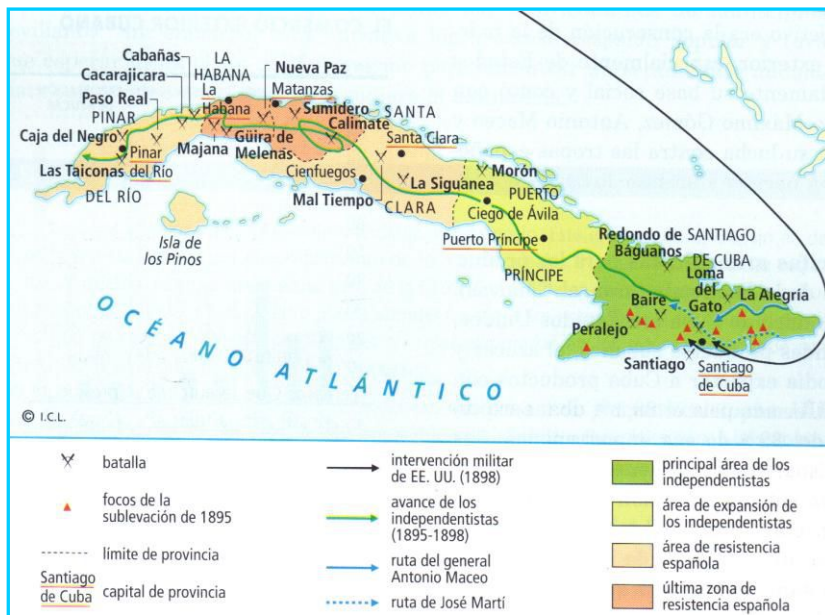 Cabañas
LA
HABANA
Nueva Paz
Cacarajicara
La
Habana
Matanzas
Paso Real
Sumidero
SANTA
PINAR
Calimate
Caja del Negro
Santa Clara
Pinar
del Río
Majana
Güira de
Melenás
Morón
Las Taiconas
Cienfuegos
La Siguanea
PUERTO
DEL RÍO
Mal Tiempo
CLARA
Ciego de Ávila
Isla de
los Pinos
Puerto Príncipe
Redondo de
Báguanos
SANTIAGO
DE CUBA
PRÍNCIPE
Loma
del
Gato
La Alegría
Baire
Peralejo
Santiago
Santiago
de Cuba
OCÉANO ATLÁNTICO
© I.C.L.
batalla
focos de la
sublevación de 1895
límite de provincia
Santiago
de Cuba
capital de provincia
intervención militar
de EE. UU. (1898)
avance de los
independentistas
(1895-1898)
ruta del general
Antonio Maceo
ruta de José Martí
principal área de los
independentistas
área de expansión de
los independentistas
área de resistencia
española
última zona de
resistencia española